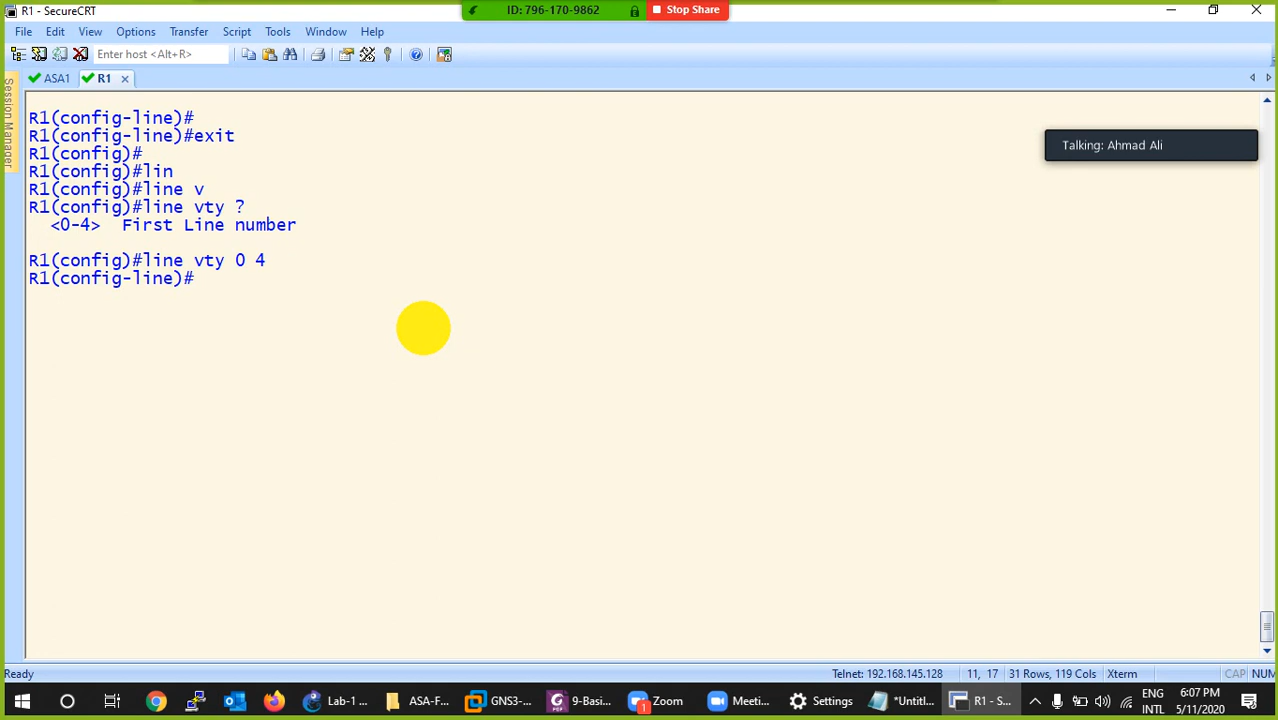 R1 - SecureCRT
ID: 796-170-9862
Stop Share
File Edit View Options Transfer Script Tools Window Help
Enter host <Alt+R>
ASA1 R1
Session Manager
R1(config-line)#
R1(config-line)#exit
R1(config)#
R1(config)#lin
R1(config)#line v
R1(config)#line vty ?
<0-4> First Line number
R1(config)#line vty 0 4
R1(config-line)#
Talking: Ahmad Ali
Ready
Telnet: 192.168.145.128 11, 17 31 Rows, 119 Cols Xterm CAP NUM
Lab-1 ... ASA-F... GNS3-... 9-Basi... 1 Zoom Meeti... Settings *Untitl... R1 - S...
ENG
INTL
6:07 PM
5/11/2020